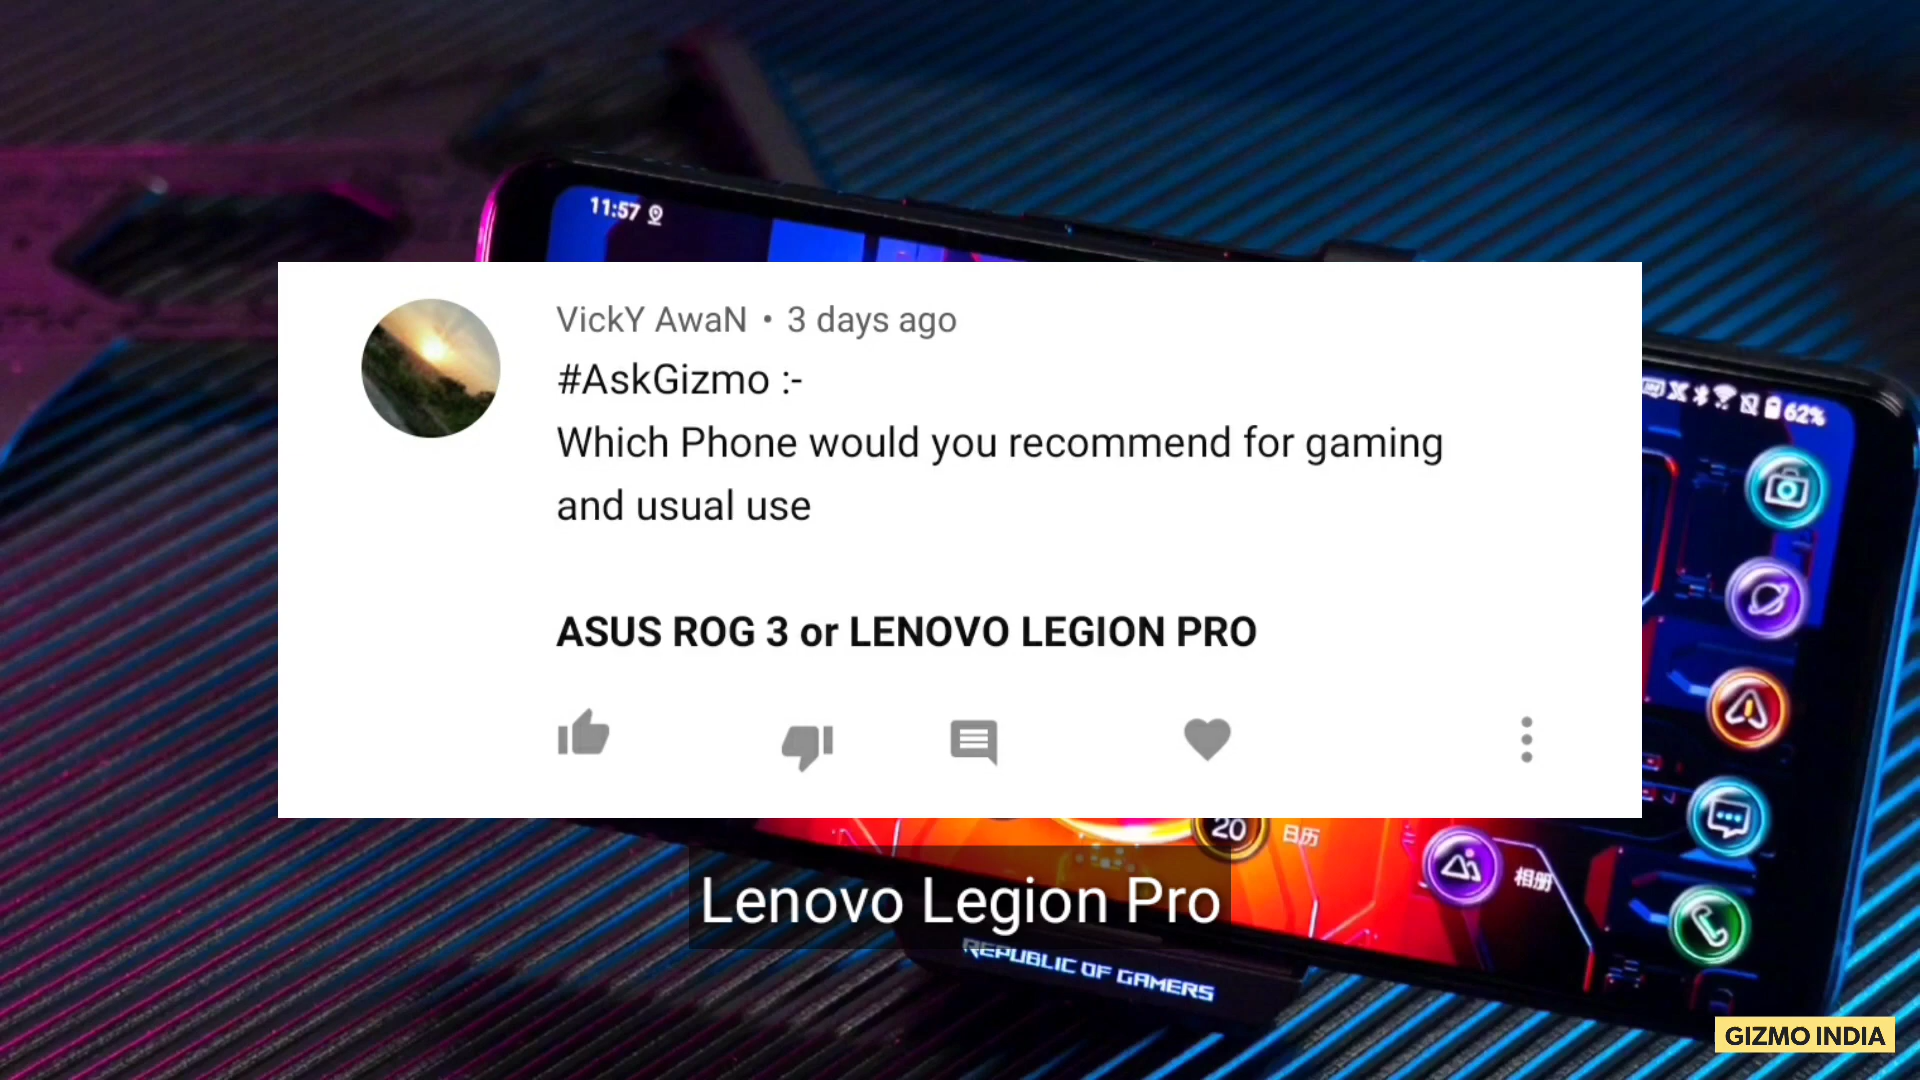 11:57
62%
VickY AwaN • 3 days ago
#AskGizmo :-
Which Phone would you recommend for gaming
and usual use
ASUS ROG 3 or LENOVO LEGION PRO
20
日历
相册
Lenovo Legion Pro
REPUBLIC OF GAMERS
GIZMO INDIA